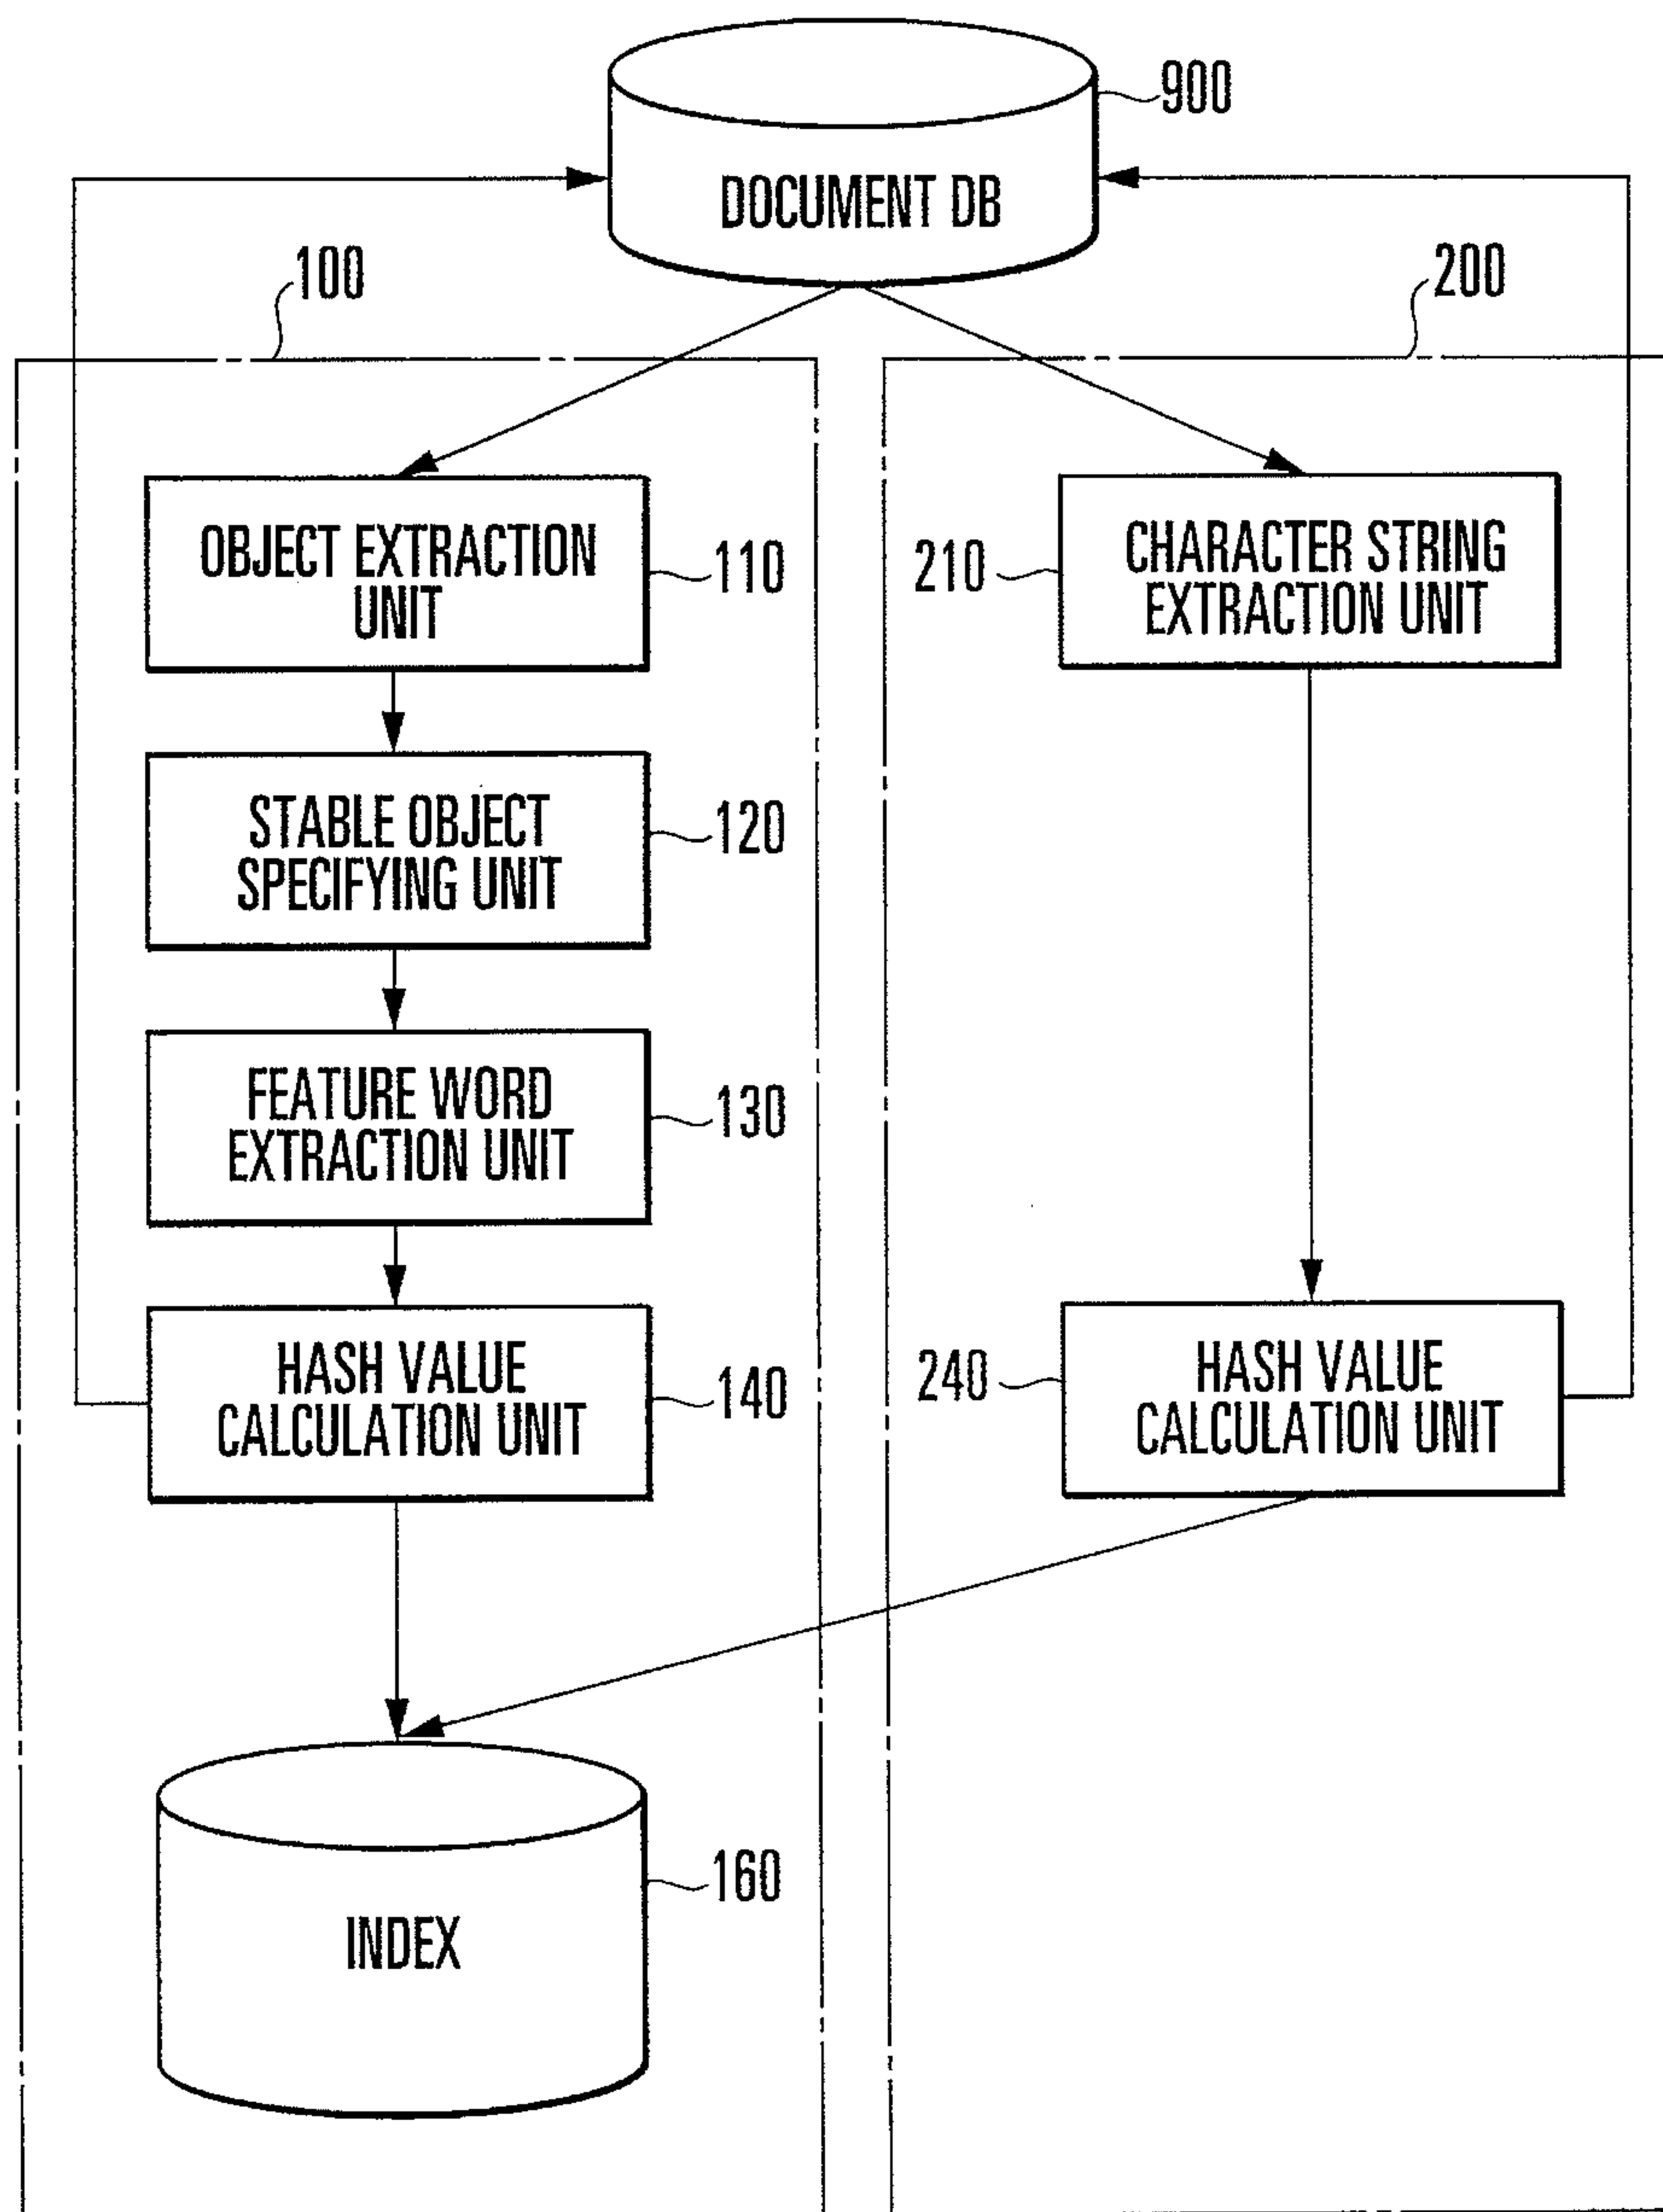 900
DOCUMENT DB
100
200
OBJECT EXTRACTION
UNIT
110
210
CHARACTER STRING
EXTRACTION UNIT
STABLE OBJECT
SPECIFYING UNIT
120
FEATURE WORD
EXTRACTION UNIT
130
HASH VALUE
CALCULATION UNIT
140
240
HASH VALUE
CALCULATION UNIT
160
INDEX